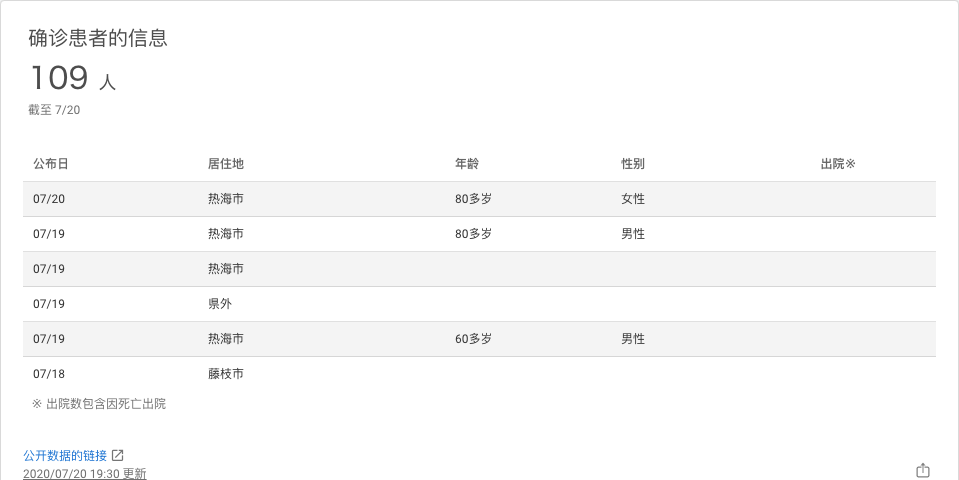 确诊患者的信息
109 人
截至 7/20
公布日 居住地 年龄 性别 出院※
07/20 热海市 80多岁 女性
07/19 热海市 80多岁 男性
07/19 热海市
07/19 県外
07/19 热海市 60多岁 男性
07/18 藤枝市
※ 出院数包含因死亡出院
公开数据的链接
2020/07/20 19:30 更新